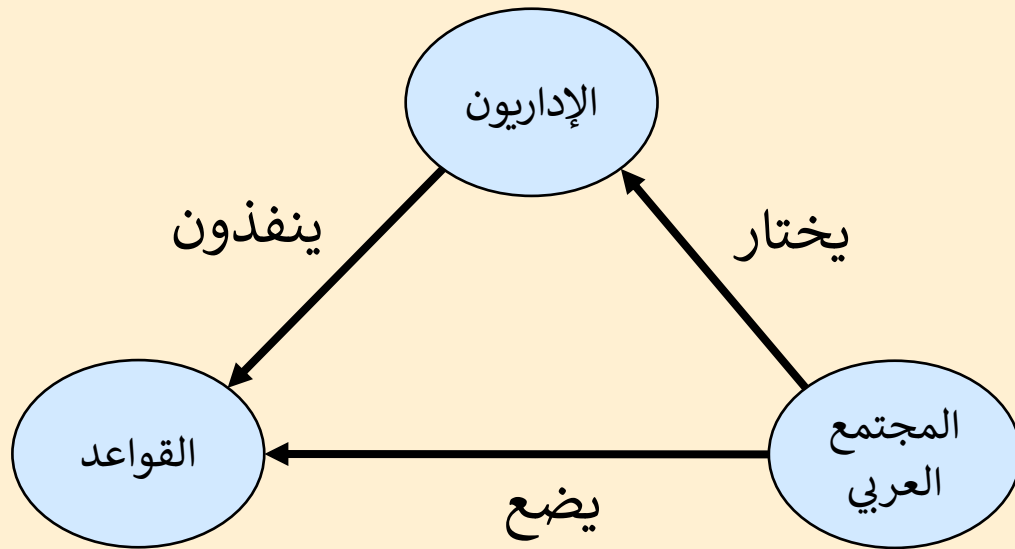 الإداريون
يختار
ينفذون
المجتمع
العربي
القواعد
يضع